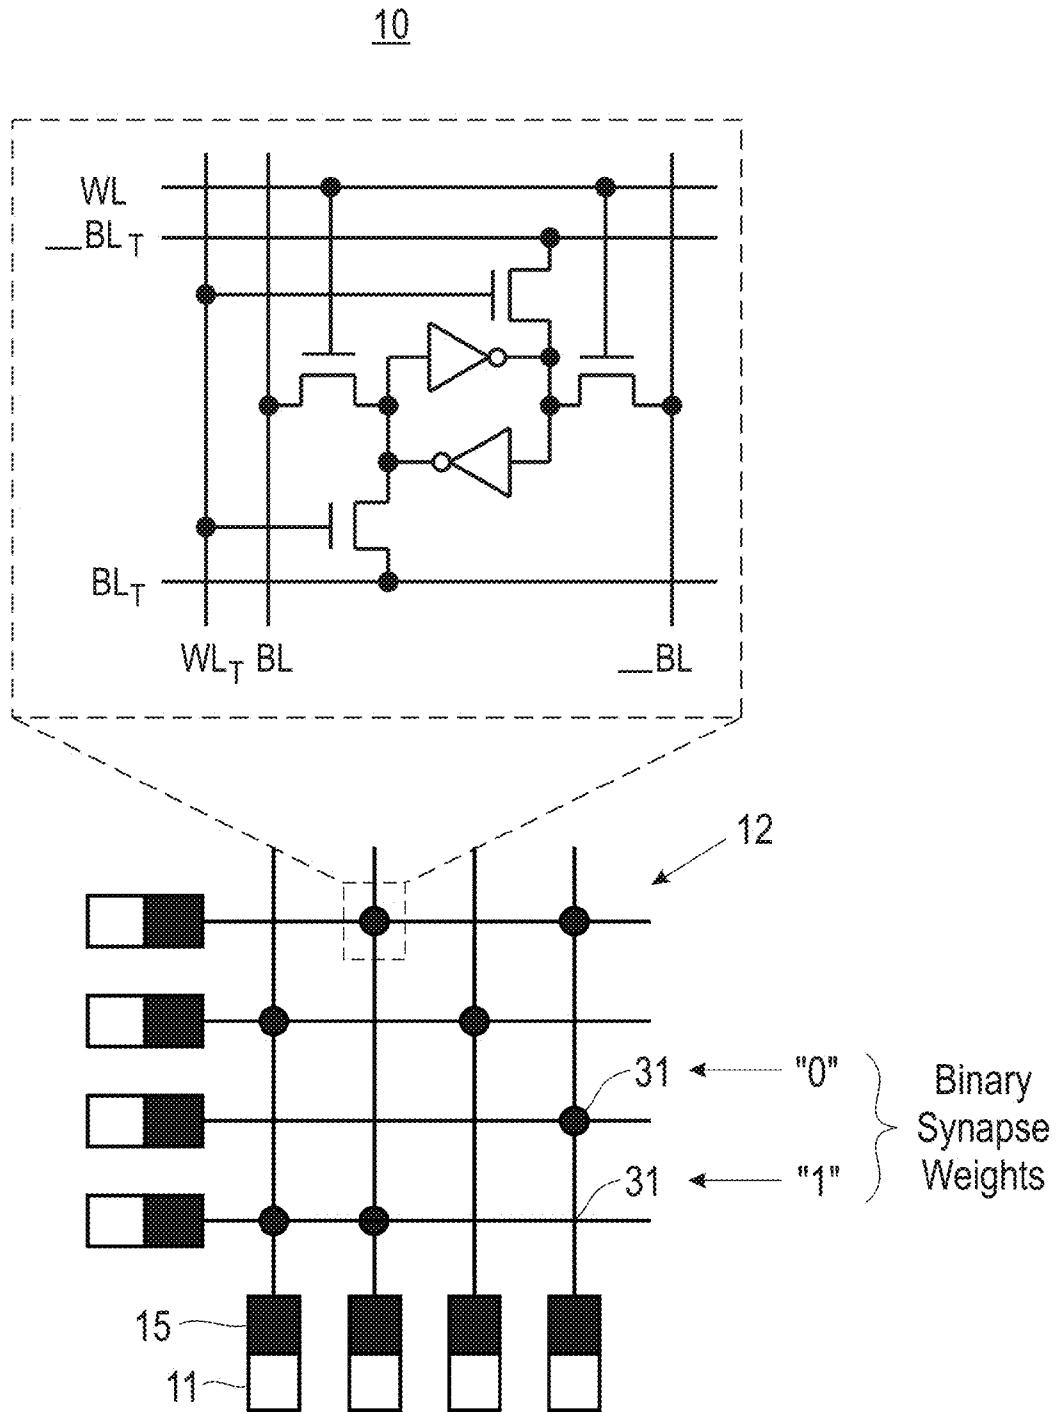 10
WL
__BL_T
BL_T
WL_T BL __BL
12
31 "0"
Binary
Synapse
Weights
31 "1"
15
11